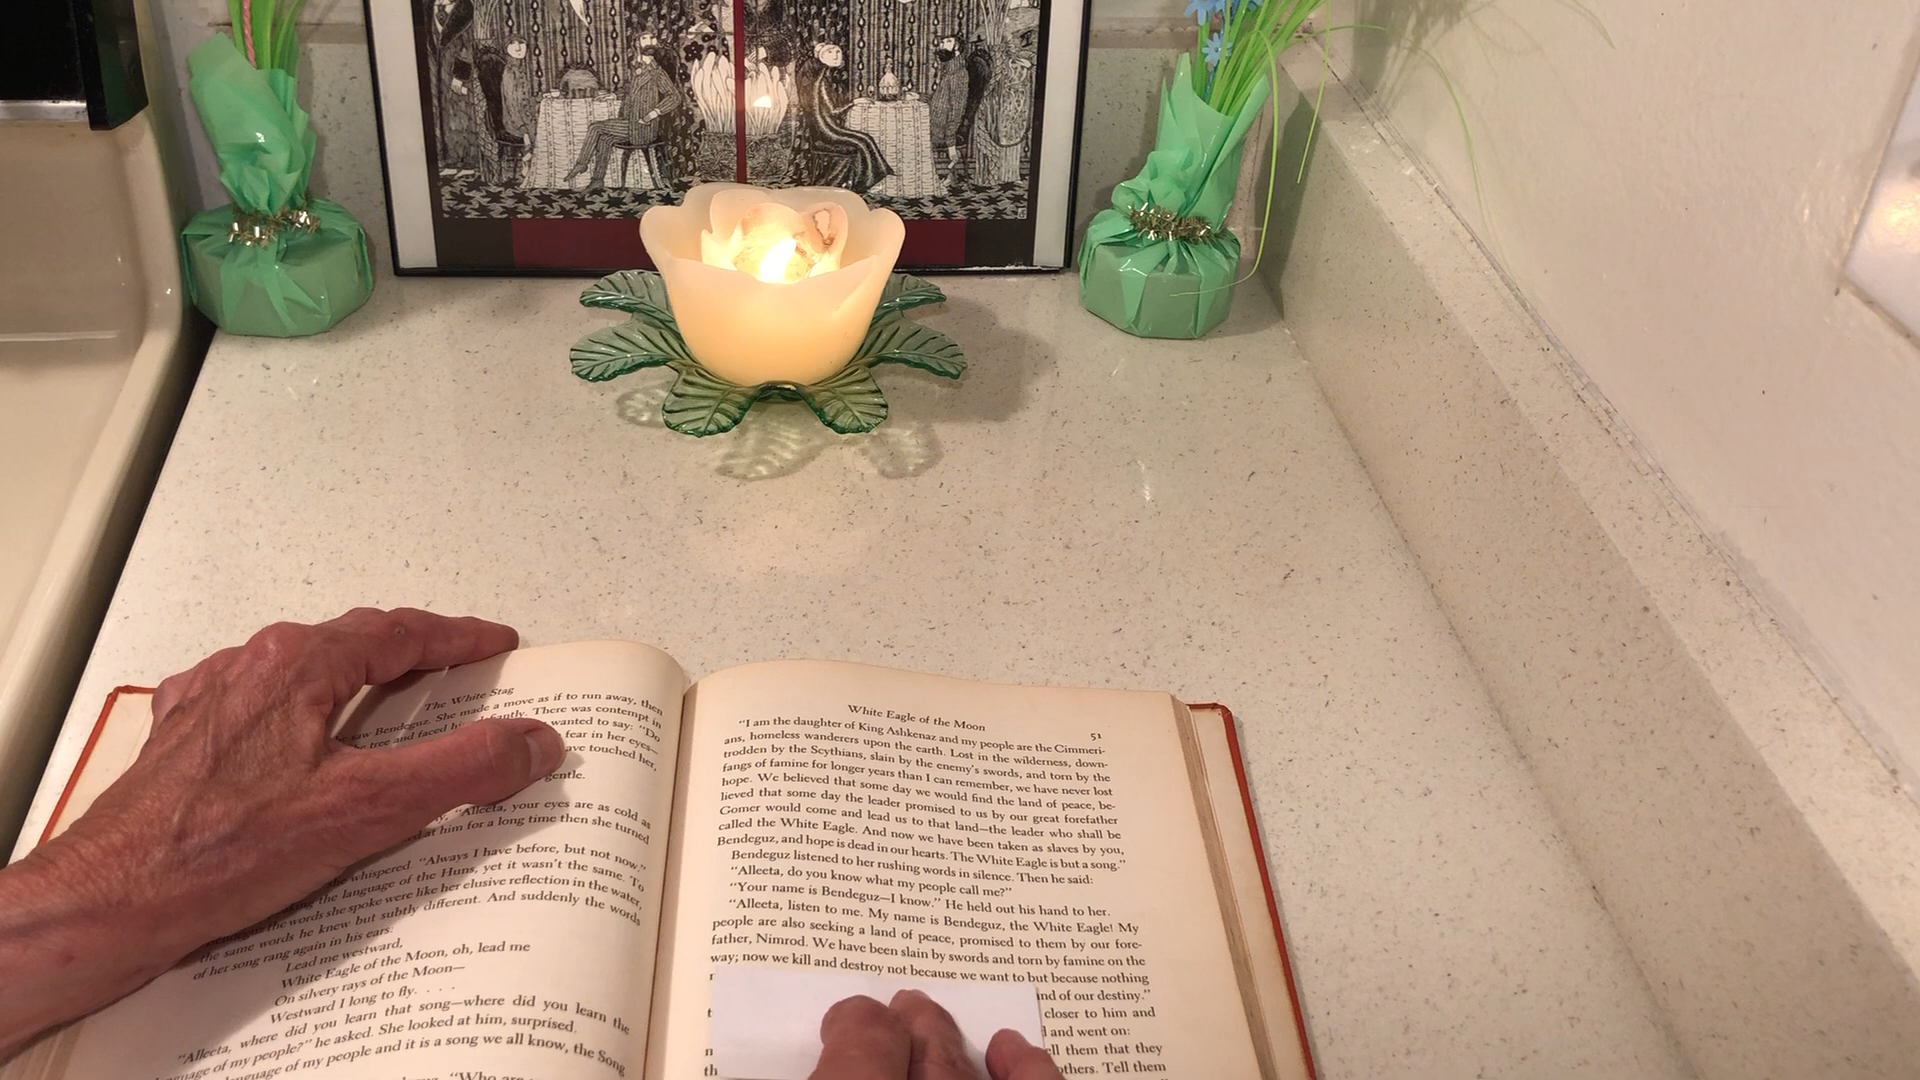 The White Stag
saw Bendeguz. She made a move as if to run away, then
tree and faced defiantly. There was contempt in
wanted to say: "Do
fear in her eyes—
ave touched her,
gentle.
"Alleeta, your eyes are as cold as
at him for a long time then she turned
she whispered. "Always I have before, but not now."
the language of the Huns, yet it wasn't the same. To
Bendeguz the words she spoke were like her elusive reflection in the water,
the same words he knew but subtly different. And suddenly the words
of her song rang again in his ears:
Lead me westward,
White Eagle of the Moon, oh, lead me
On silvery rays of the Moon—
Westward I long to fly. . . .
"Alleeta, where did you learn that song—where did you learn the
language of my people?" he asked. She looked at him, surprised.
language of my people and it is a song we all know, the Song
"Who are
White Eagle of the Moon 51
"I am the daughter of King Ashkenaz and my people are the Cimmeri-
ans, homeless wanderers upon the earth. Lost in the wilderness, down-
trodden by the Scythians, slain by the enemy's swords, and torn by the
fangs of famine for longer years than I can remember, we have never lost
hope. We believed that some day we would find the land of peace, be-
lieved that some day the leader promised to us by our great forefather
Gomer would come and lead us to that land—the leader who shall be
called the White Eagle. And now we have been taken as slaves by you,
Bendeguz, and hope is dead in our hearts. The White Eagle is but a song."
Bendeguz listened to her rushing words in silence. Then he said:
"Alleeta, do you know what my people call me?"
"Your name is Bendeguz—I know." He held out his hand to her.
"Alleeta, listen to me. My name is Bendeguz, the White Eagle! My
people are also seeking a land of peace, promised to them by our fore-
father, Nimrod. We have been slain by swords and torn by famine on the
way; now we kill and destroy not because we want to but because nothing
of our destiny."
closer to him and
and went on:
them that they
Tell them